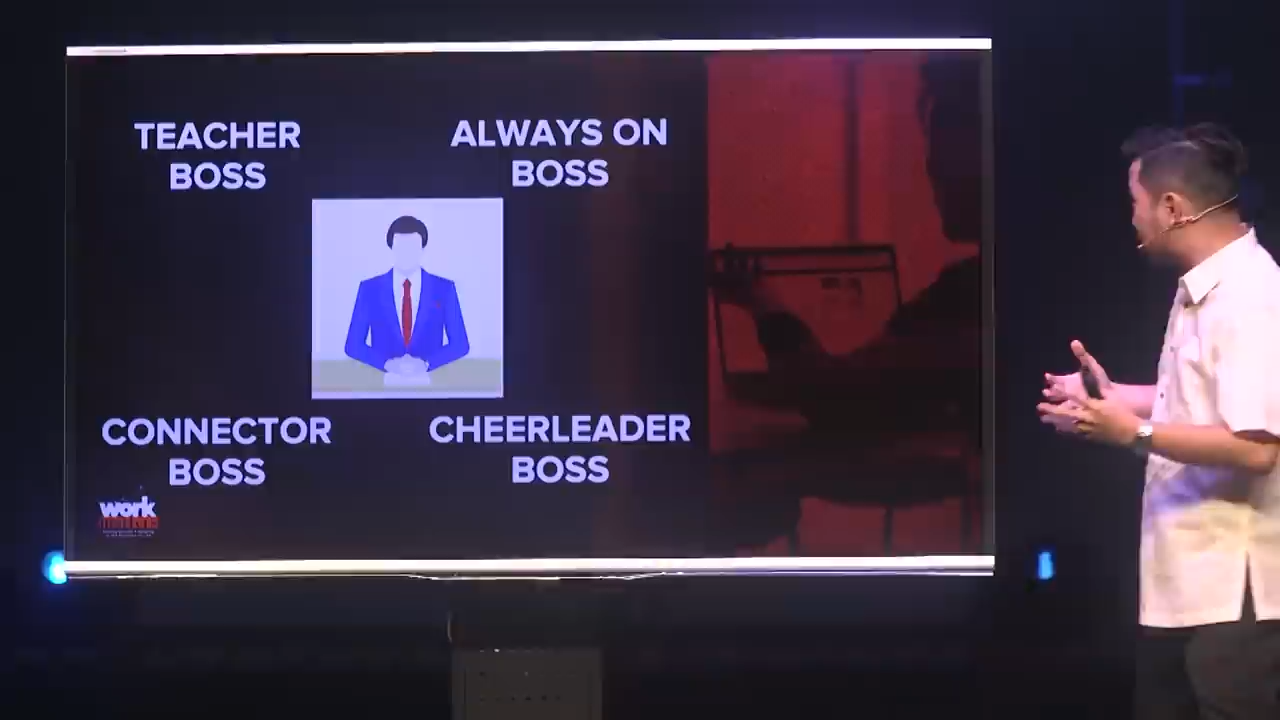 TEACHER
BOSS
ALWAYS ON
BOSS
CONNECTOR
BOSS
CHEERLEADER
BOSS
work